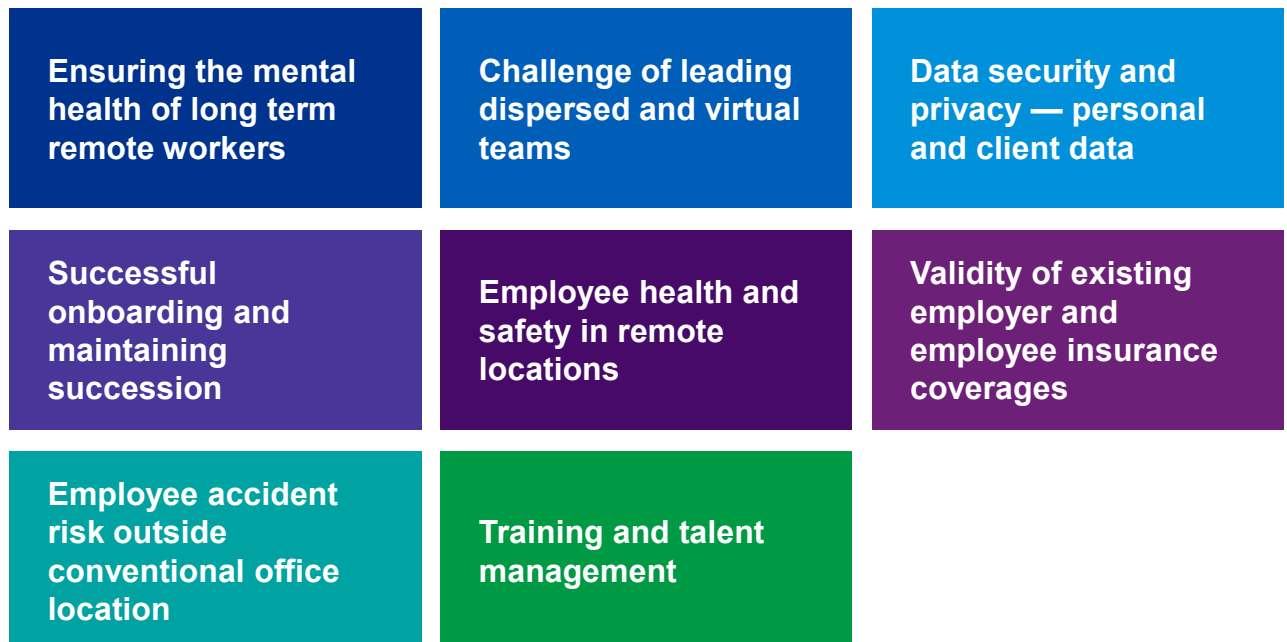 Ensuring the mental
health of long term
remote workers
Challenge of leading
dispersed and virtual
teams
Data security and
privacy — personal
and client data
Successful
onboarding and
maintaining
succession
Employee health and
safety in remote
locations
Validity of existing
employer and
employee insurance
coverages
Employee accident
risk outside
conventional office
location
Training and talent
management